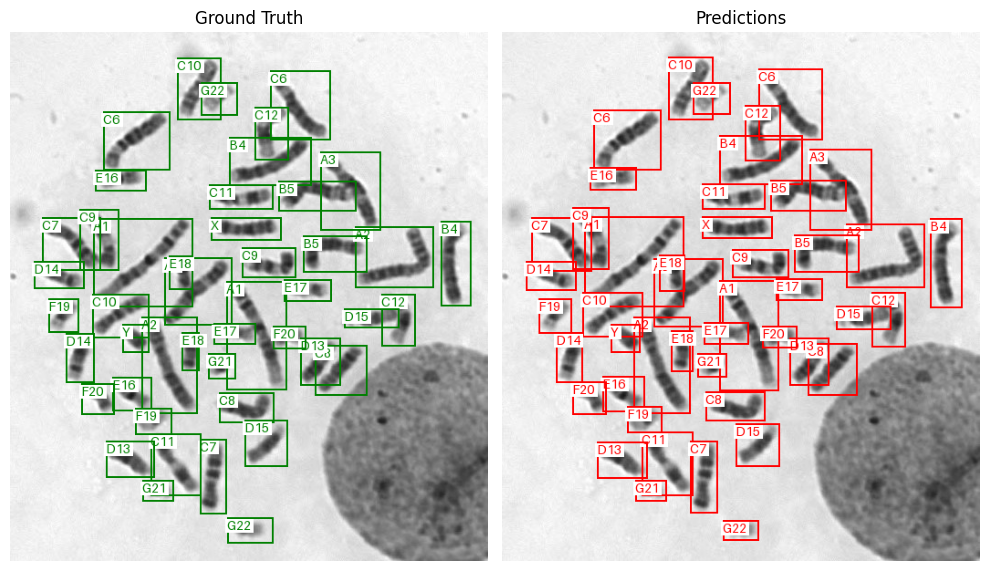 Ground Truth
C10
G22
C6
C12
C6
B4
A3
E16
C11
B5
C9
C7
A1
X
B5
A2
B4
E18
C9
D14
E17
A1
C10
C12
F19
D15
Y
A2
E17
F20
D14
E18
D13
C8
G21
F20
E16
C8
F19
D15
D13
C11
C7
G21
G22
Predictions
C10
G22
C6
C12
C6
B4
A3
E16
C11
B5
C9
C7
A1
X
B5
A2
B4
E18
C9
D14
E17
A1
C10
C12
F19
D15
Y
A2
E17
F20
D14
E18
D13
C8
G21
F20
E16
C8
F19
D15
D13
C11
C7
G21
G22